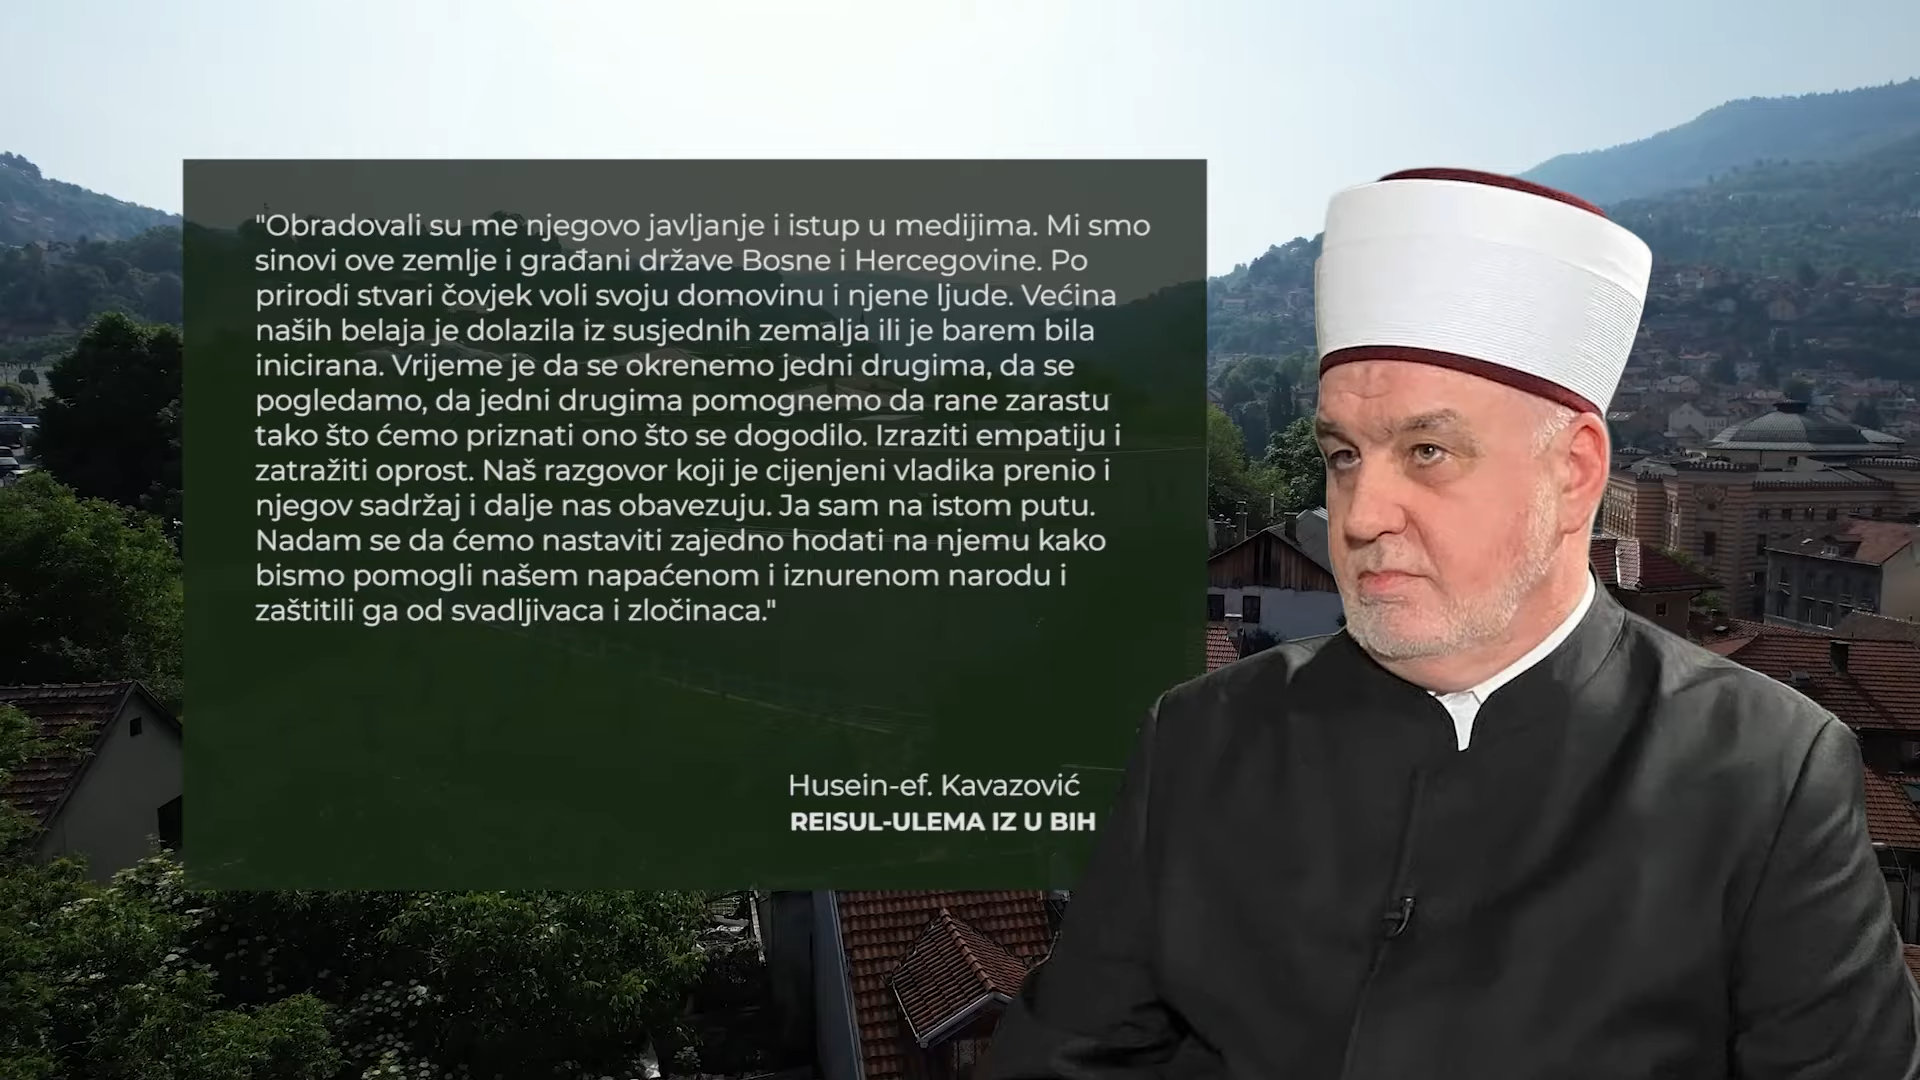 "Obradovali su me njegovo javljanje i istup u medijima. Mi smo
sinovi ove zemlje i građani države Bosne i Hercegovine. Po
prirodi stvari čovjek voli svoju domovinu i njene ljude. Većina
naših belaja je dolazila iz susjednih zemalja ili je barem bila
inicirana. Vrijeme je da se okrenemo jedni drugima, da se
pogledamo, da jedni drugima pomognemo da rane zarastu
tako što ćemo priznati ono što se dogodilo. Izraziti empatiju i
zatražiti oprost. Naš razgovor koji je cijenjeni vladika prenio i
njegov sadržaj i dalje nas obavezuju. Ja sam na istom putu.
Nadam se da ćemo nastaviti zajedno hodati na njemu kako
bismo pomogli našem napaćenom i iznurenom narodu i
zaštitili ga od svadljivaca i zločinaca."
Husein-ef. Kavazović
REISUL-ULEMA IZ U BIH